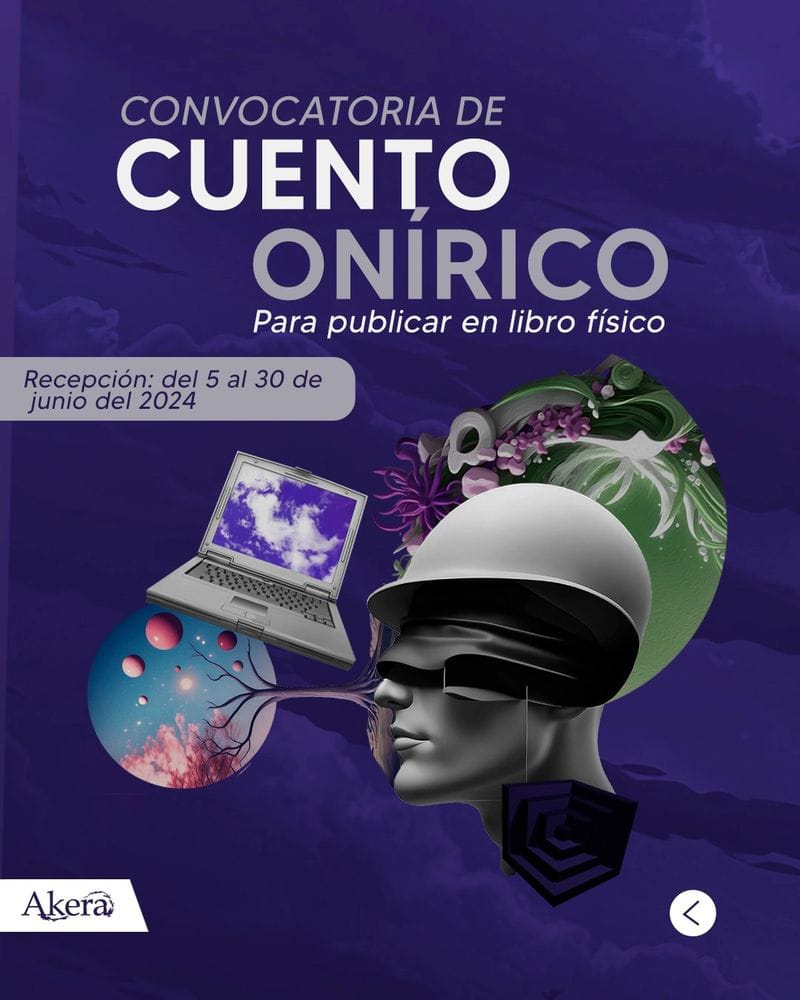 CONVOCATORIA DE
CUENTO
ONÍRICO
Para publicar en libro físico
Recepción: del 5 al 30 de
junio del 2024
Akera